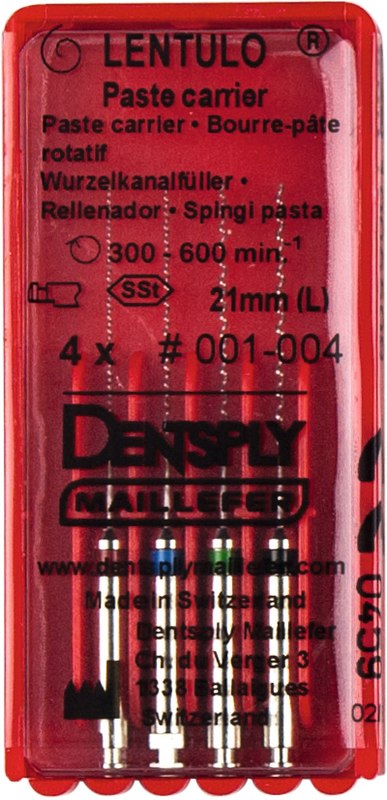 LENTULO ®
Paste carrier
Paste carrier • Bourre-pâte
rotatif
Wurzelkanalfüller •
Rellenador • Spingi pasta
300 - 600 min.-1
SSt
21mm (L)
4 x # 001-004
DENTSPLY
MAILLEFER
www.dentsplymaillefer.com
Made in Switzerland
Dentsply Maillefer
Ch. du Verger 3
1338 Ballaigues
Switzerland
0459